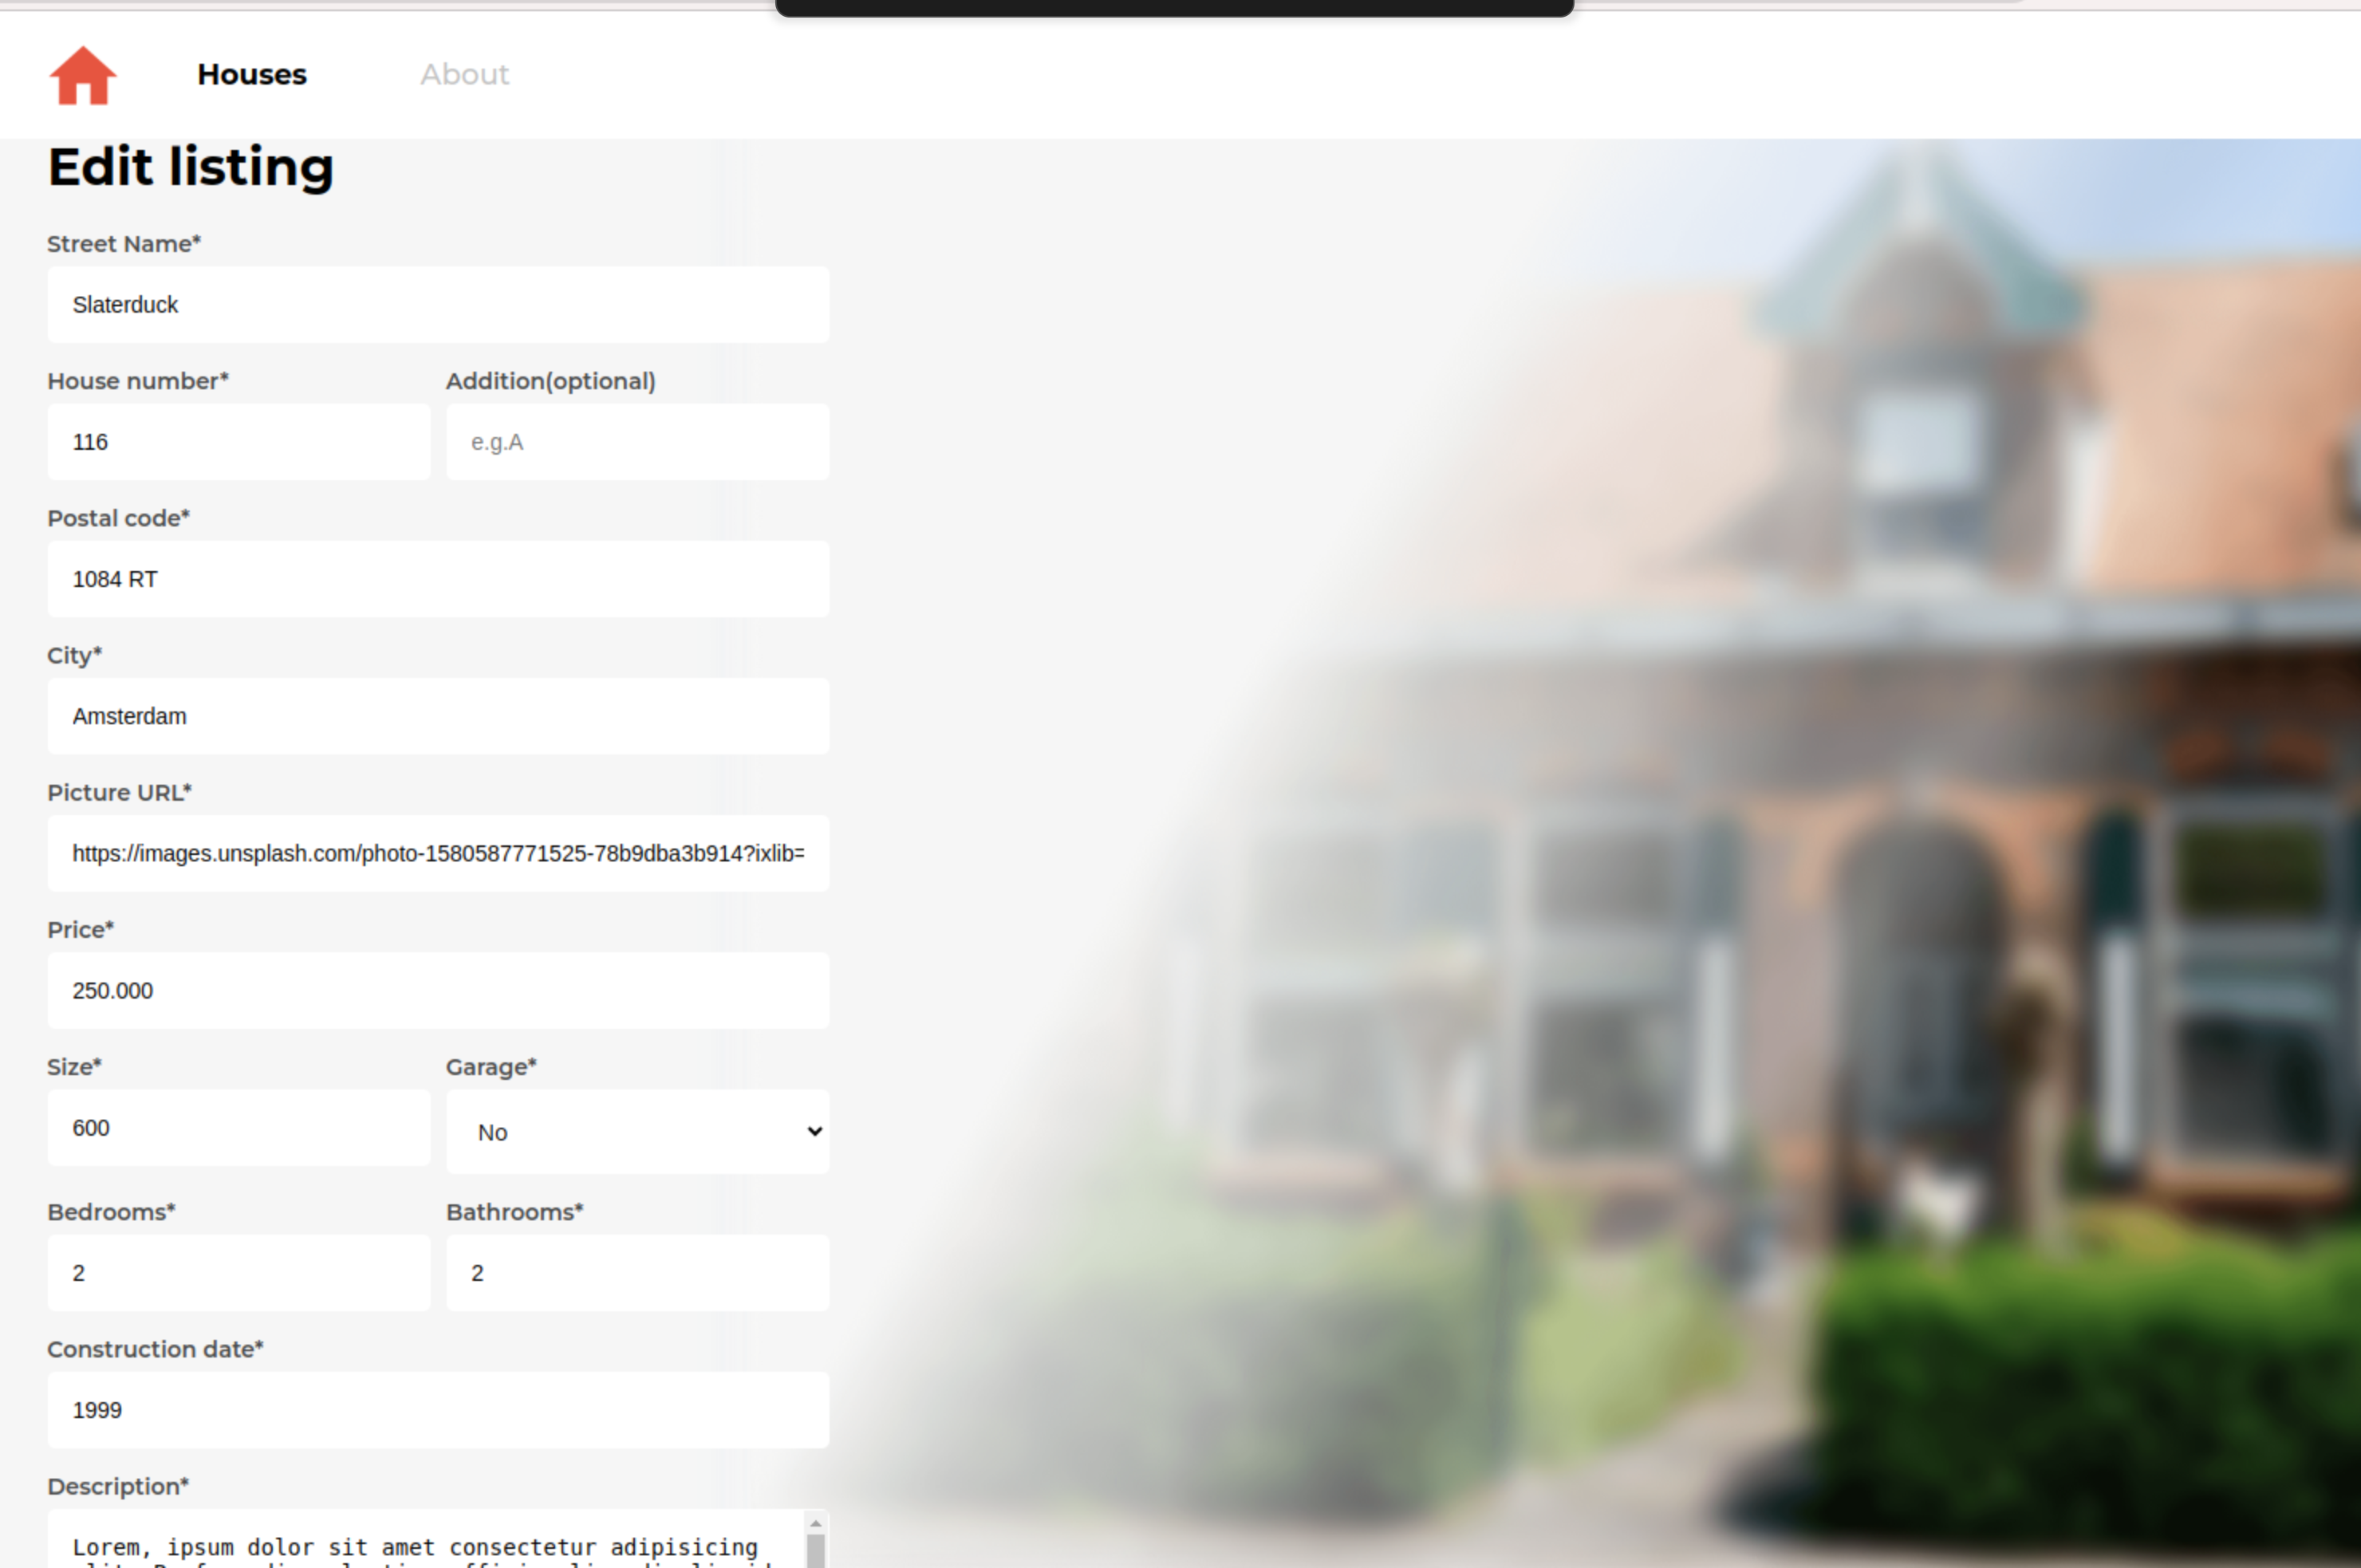 Houses
About
Edit listing
Street Name*
Slaterduck
House number*
Addition(optional)
116
e.g.A
Postal code*
1084 RT
City*
Amsterdam
Picture URL*
https://images.unsplash.com/photo-1580587771525-78b9dba3b914?ixlib=
Price*
250.000
Size*
Garage*
600
No
Bedrooms*
Bathrooms*
2
2
Construction date*
1999
Description*
Lorem, ipsum dolor sit amet consectetur adipisicing